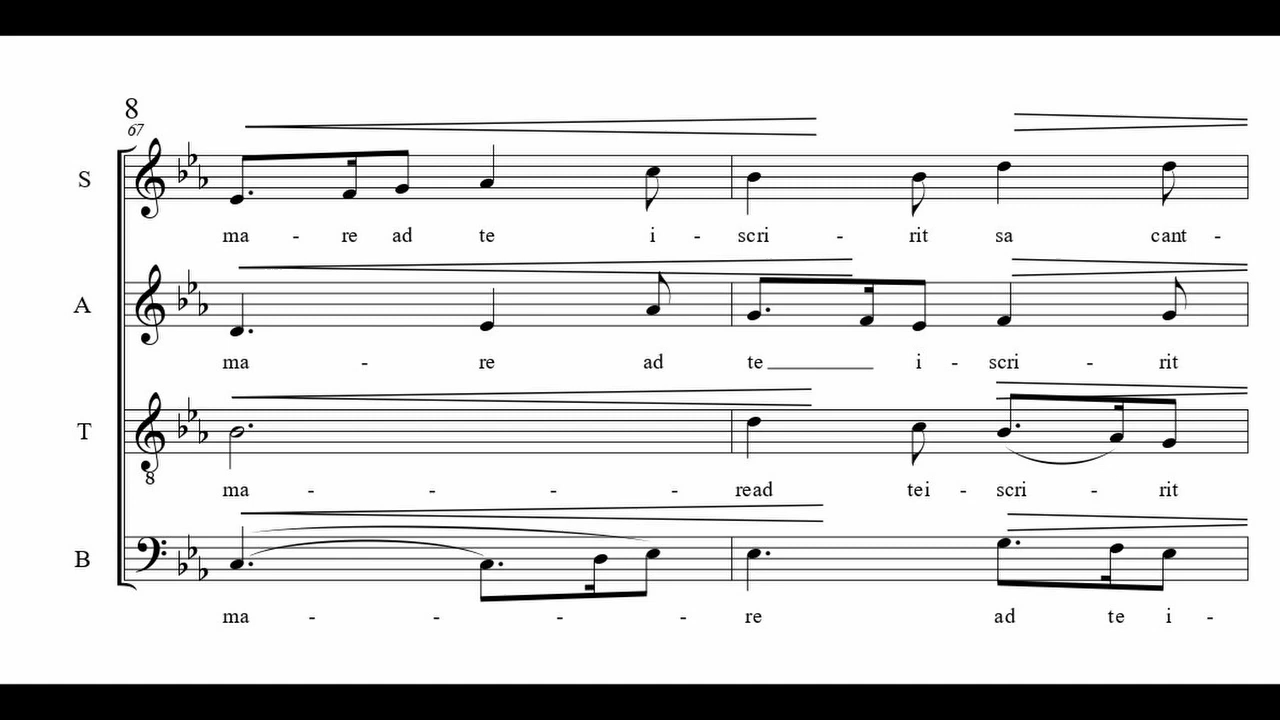 8
67
S
ma - re ad te i - scri - rit sa cant -
A
ma - re ad te i - scri - rit
T
ma - - - - read tei - scri - rit
8
B
ma - - - - re ad te i -